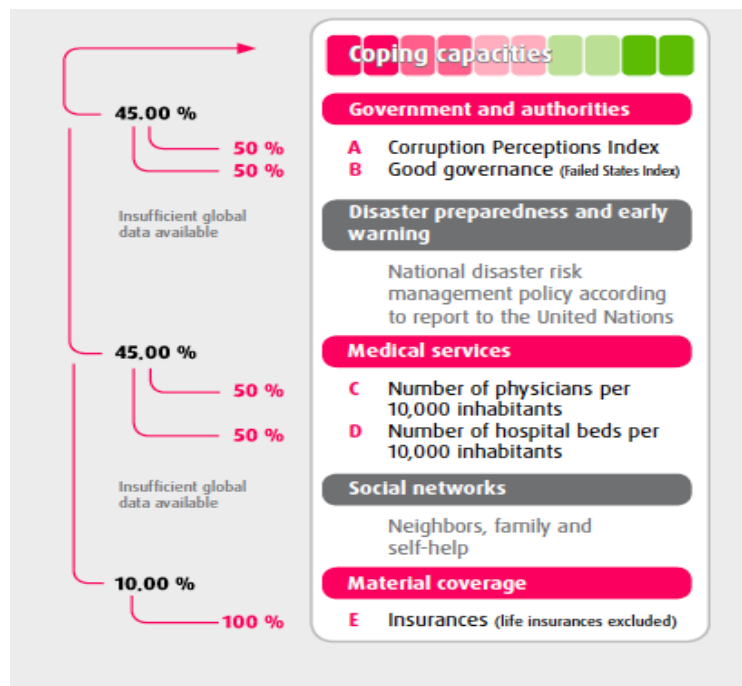 Coping capacities
45.00 %
Government and authorities
50 %
A Corruption Perceptions Index
50 %
B Good governance (Failed States Index)
Insufficient global
data available
Disaster preparedness and early
warning
National disaster risk
management policy according
to report to the United Nations
45.00 %
Medical services
50 %
C Number of physicians per
10,000 inhabitants
50 %
D Number of hospital beds per
10,000 inhabitants
Insufficient global
data available
Social networks
Neighbors, family and
self-help
10.00 %
Material coverage
100 %
E Insurances (life insurances excluded)